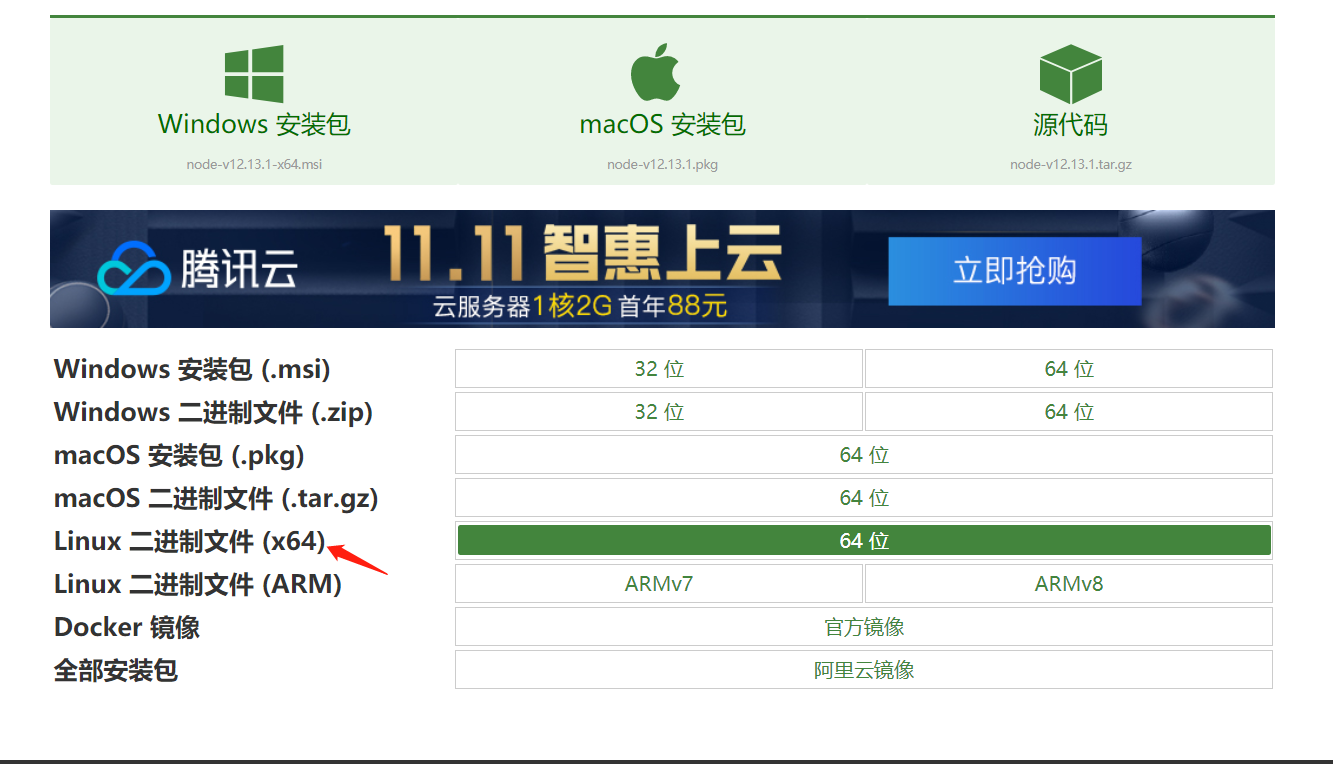 Windows 安装包 macOS 安装包 源代码
node-v12.13.1-x64.msi node-v12.13.1.pkg node-v12.13.1.tar.gz
腾讯云 11.11 智惠上云 立即抢购
云服务器1核2G 首年88元
Windows 安装包 (.msi) 32 位 64 位
Windows 二进制文件 (.zip) 32 位 64 位
macOS 安装包 (.pkg) 64 位
macOS 二进制文件 (.tar.gz) 64 位
Linux 二进制文件 (x64) 64 位
Linux 二进制文件 (ARM) ARMv7 ARMv8
Docker 镜像 官方镜像
全部安装包 阿里云镜像